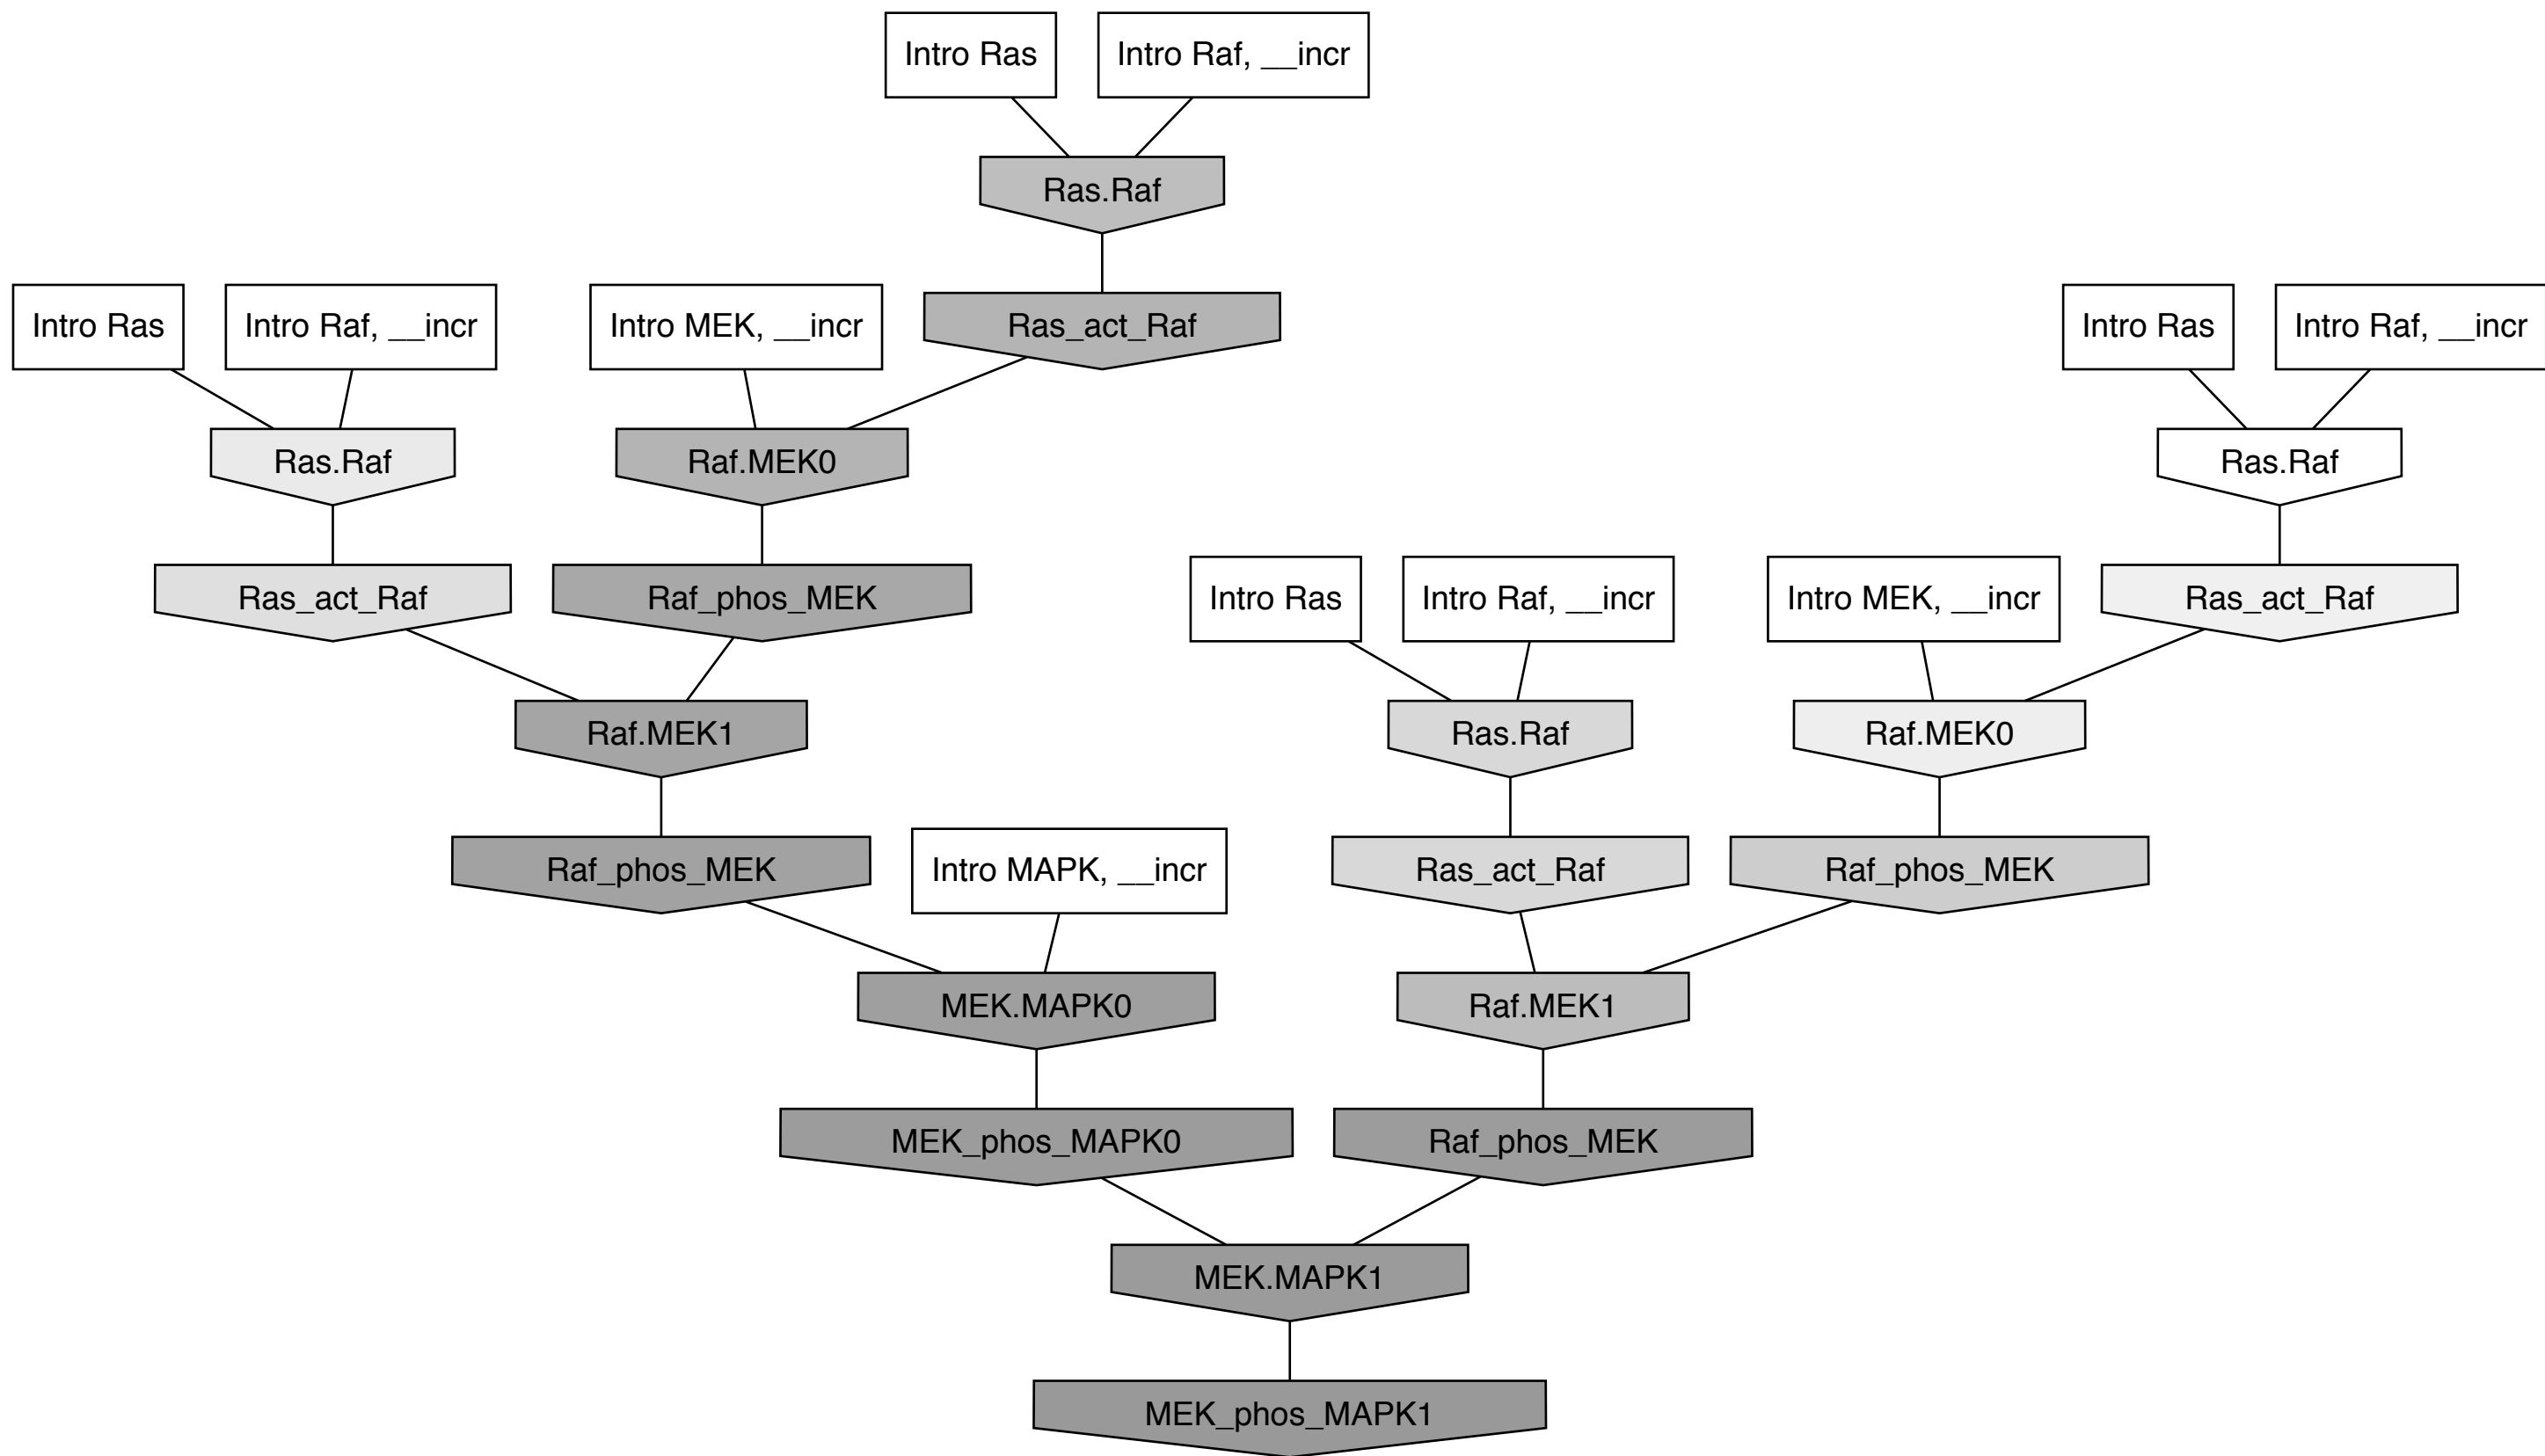 Intro Ras
Intro Raf, __incr
Ras.Raf
Intro Ras
Intro Raf, __incr
Intro MEK, __incr
Ras_act_Raf
Intro Ras
Intro Raf, __incr
Ras.Raf
Raf.MEK0
Ras.Raf
Ras_act_Raf
Raf_phos_MEK
Intro Ras
Intro Raf, __incr
Intro MEK, __incr
Ras_act_Raf
Raf.MEK1
Ras.Raf
Raf.MEK0
Raf_phos_MEK
Intro MAPK, __incr
Ras_act_Raf
Raf_phos_MEK
MEK.MAPK0
Raf.MEK1
MEK_phos_MAPK0
Raf_phos_MEK
MEK.MAPK1
MEK_phos_MAPK1